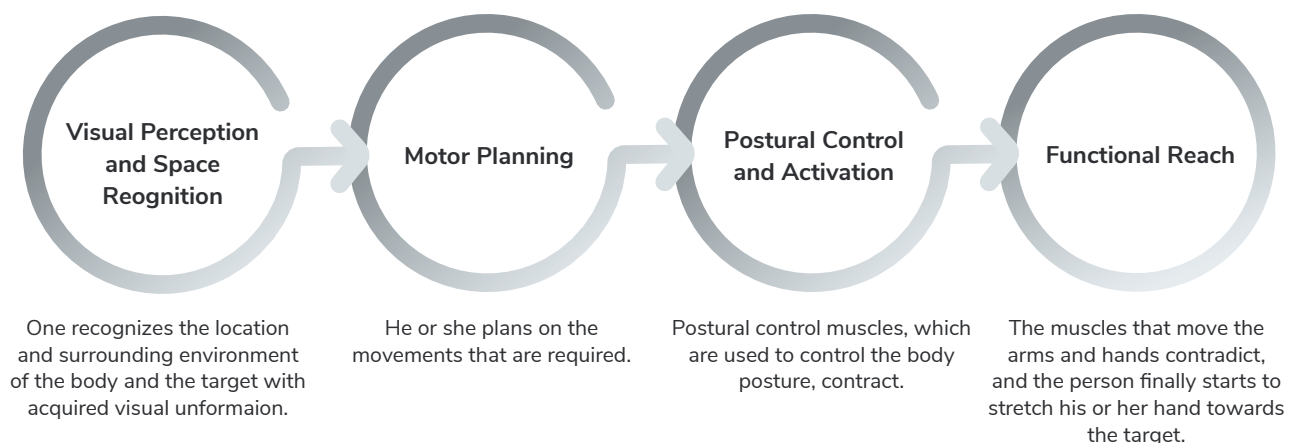 Visual Perception
and Space
Reognition
Motor Planning
Postural Control
and Activation
Functional Reach
One recognizes the location
and surrounding environment
of the body and the target with
acquired visual unformaion.
He or she plans on the
movements that are required.
Postural control muscles, which
are used to control the body
posture, contract.
The muscles that move the
arms and hands contradict,
and the person finally starts to
stretch his or her hand towards
the target.